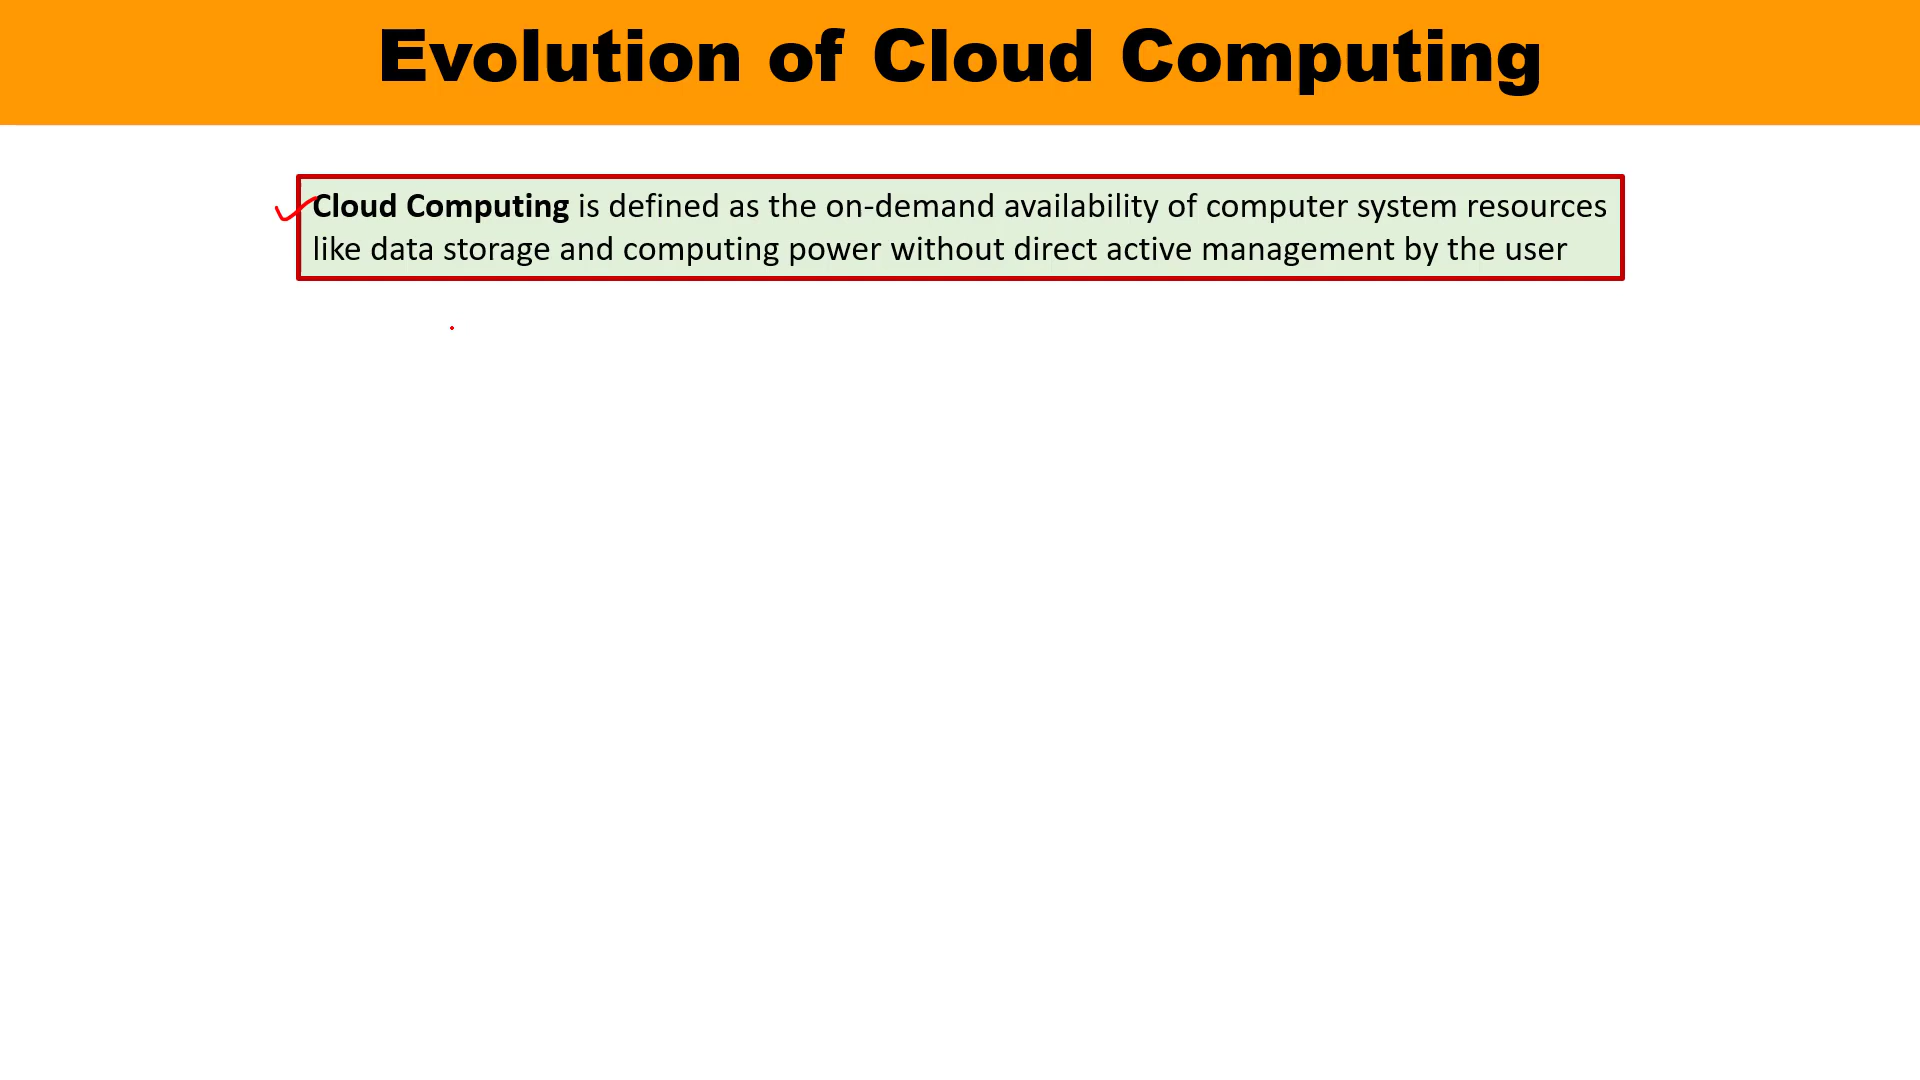 Evolution of Cloud Computing
Cloud Computing is defined as the on-demand availability of computer system resources
like data storage and computing power without direct active management by the user